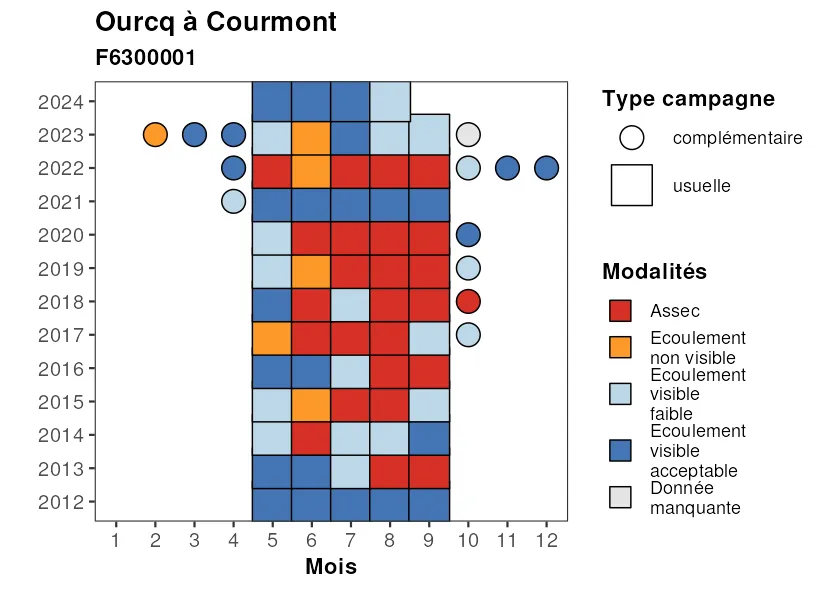 Ourcq à Courmont
F6300001
2024
2023
2022
2021
2020
2019
2018
2017
2016
2015
2014
2013
2012
1 2 3 4 5 6 7 8 9 10 11 12
Mois
Type campagne
complémentaire
usuelle
Modalités
Assec
Ecoulement
non visible
Ecoulement
visible
faible
Ecoulement
visible
acceptable
Donnée
manquante